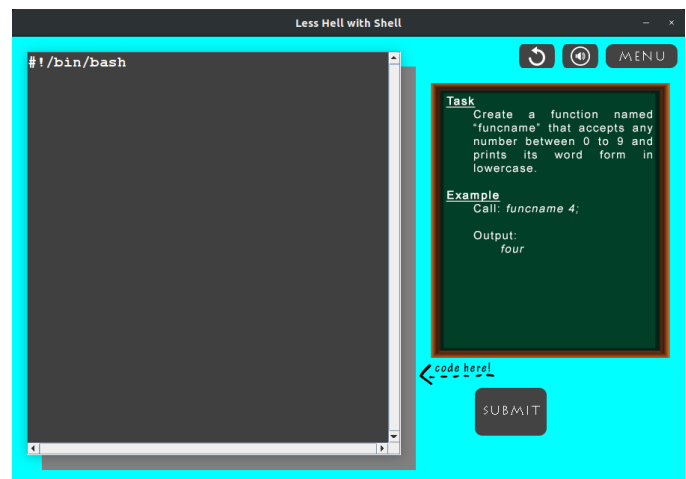 Less Hell with Shell
#!/bin/bash
MENU
Task
Create a function named
"funcname" that accepts any
number between 0 to 9 and
prints its word form in
lowercase.
Example
Call: funcname 4;
Output:
four
code here!
SUBMIT